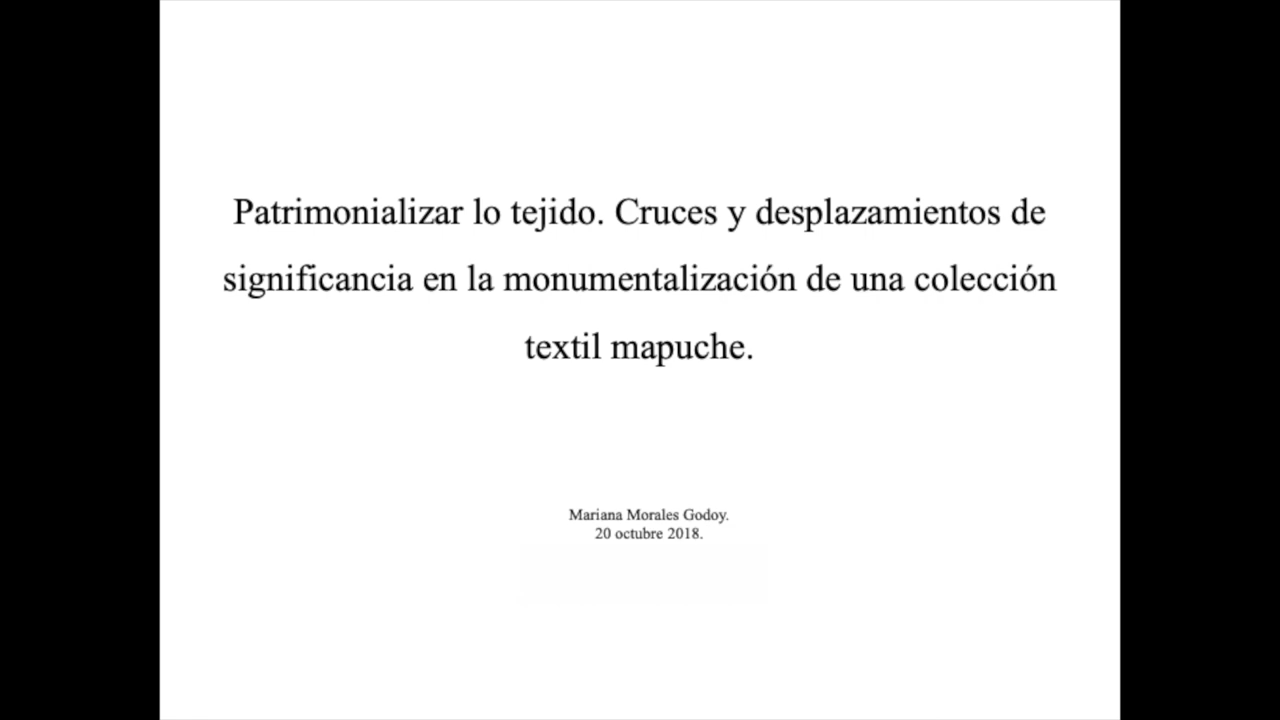 Patrimonializar lo tejido. Cruces y desplazamientos de
significancia en la monumentalización de una colección
textil mapuche.
Mariana Morales Godoy.
20 octubre 2018.